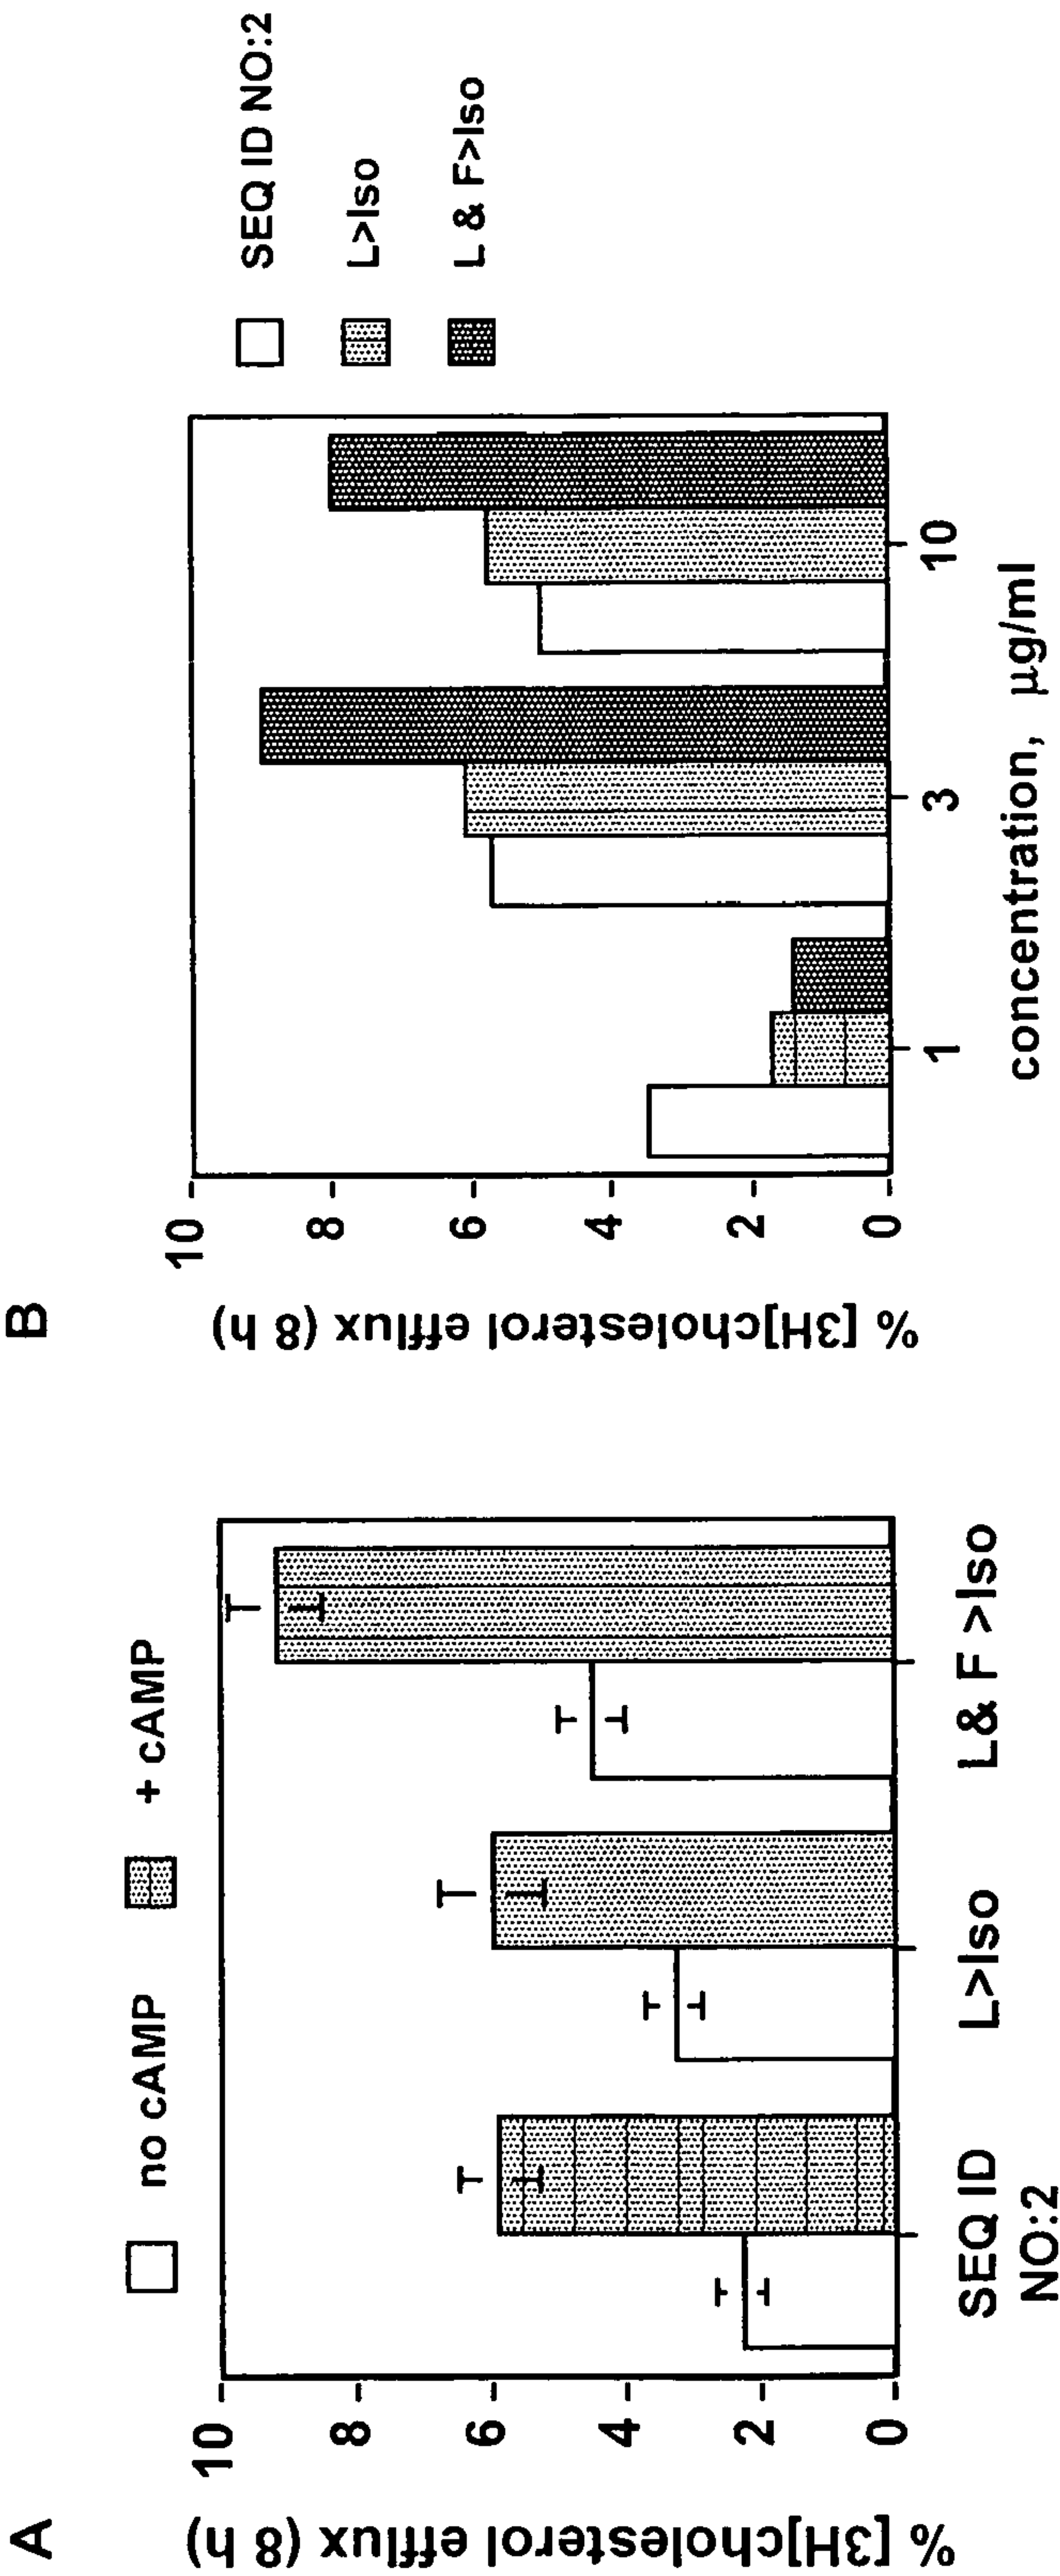 A
no cAMP
+ cAMP
% [3H]cholesterol efflux (8 h)
10
8
6
4
2
0
SEQ ID
NO:2
L>Iso
L& F >Iso
B
% [3H]cholesterol efflux (8 h)
10
8
6
4
2
0
1
3
10
concentration, µg/ml
SEQ ID NO:2
L>Iso
L & F>Iso